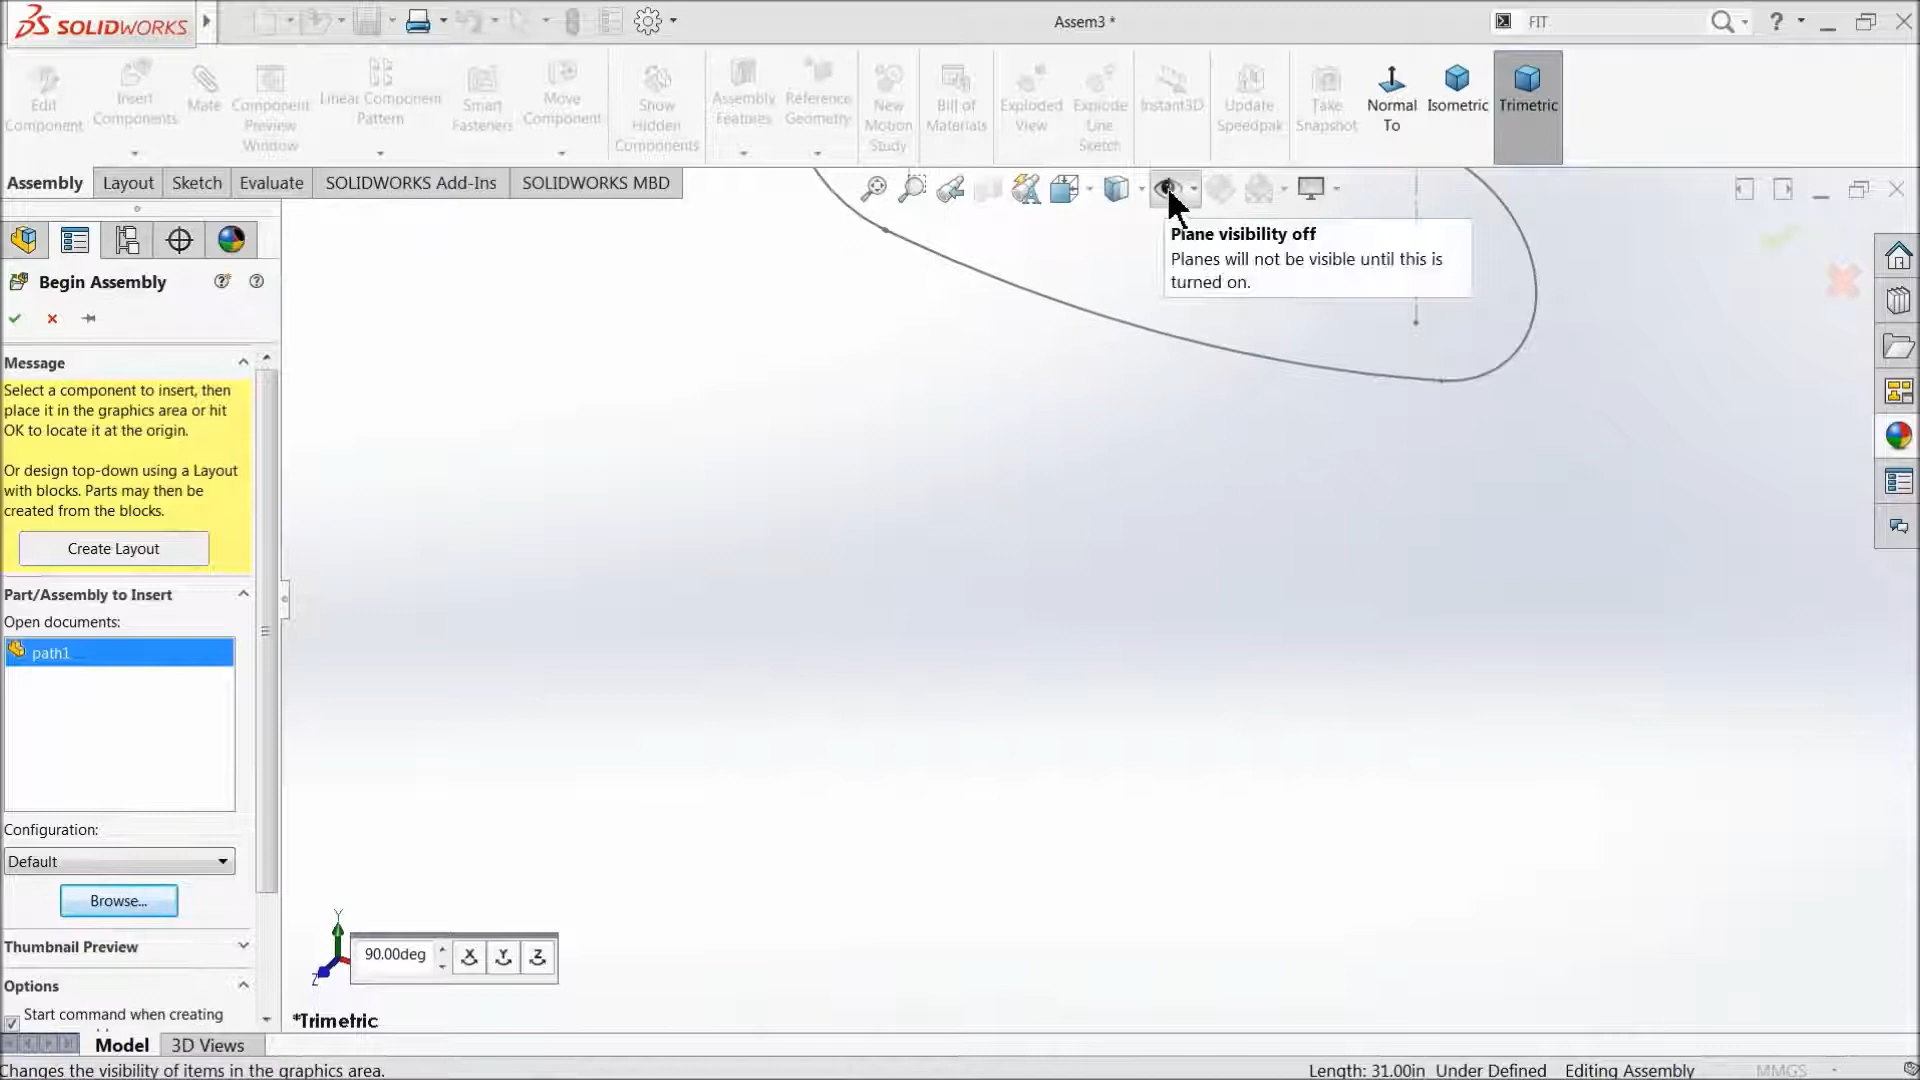 SOLIDWORKS
Assem3 *
FIT
Edit Component
Insert Components
Mate
Component Preview Window
Linear Component Pattern
Smart Fasteners
Move Component
Show Hidden Components
Assembly Features
Reference Geometry
New Motion Study
Bill of Materials
Exploded View
Explode Line Sketch
Instant3D
Update Speedpak
Take Snapshot
Normal To
Isometric
Trimetric
Assembly
Layout
Sketch
Evaluate
SOLIDWORKS Add-Ins
SOLIDWORKS MBD
Plane visibility off
Planes will not be visible until this is
turned on.
Begin Assembly
Message
Select a component to insert, then
place it in the graphics area or hit
OK to locate it at the origin.
Or design top-down using a Layout
with blocks. Parts may then be
created from the blocks.
Create Layout
Part/Assembly to Insert
Open documents:
path1
Configuration:
Default
Browse...
Thumbnail Preview
Options
Start command when creating
Y
Z
90.00deg
X
Y
Z
*Trimetric
Model
3D Views
Changes the visibility of items in the graphics area.
Length: 31.00in
Under Defined
Editing Assembly
MMGS